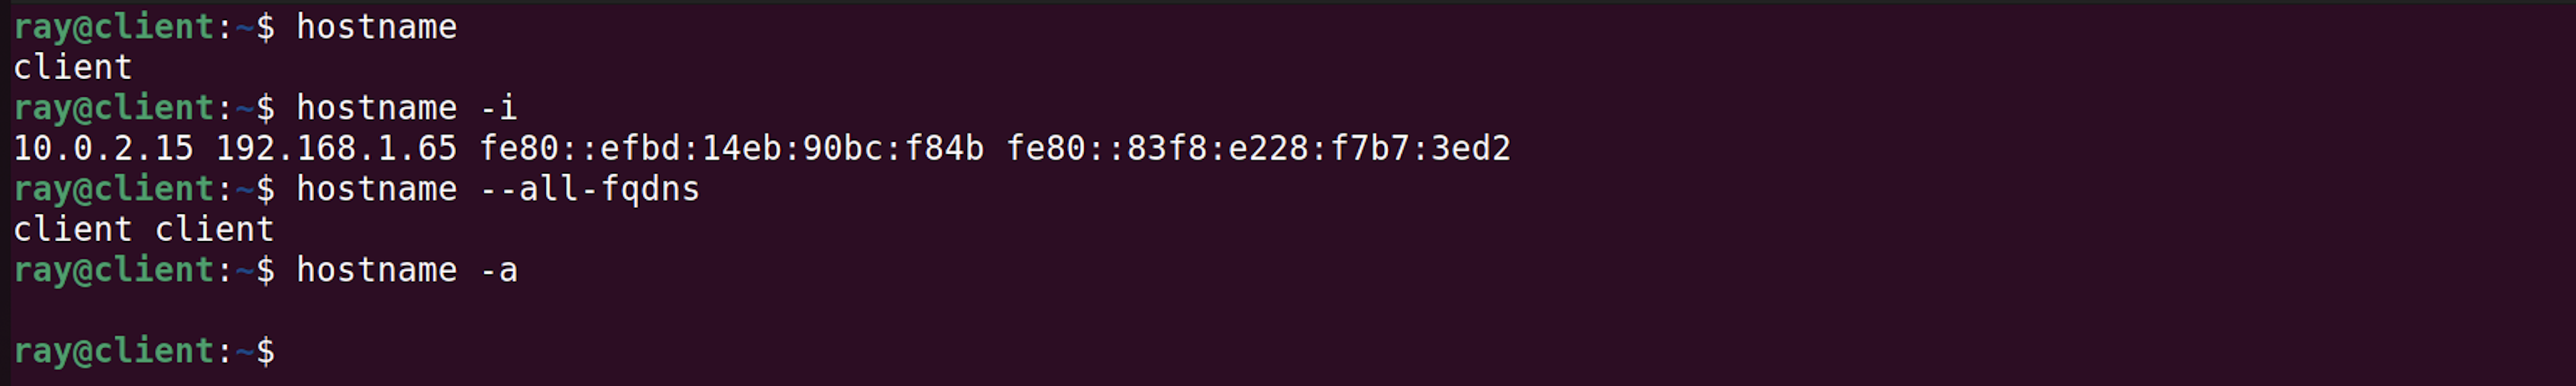 ray@client:~$ hostname
client
ray@client:~$ hostname -i
10.0.2.15 192.168.1.65 fe80::efbd:14eb:90bc:f84b fe80::83f8:e228:f7b7:3ed2
ray@client:~$ hostname --all-fqdns
client client
ray@client:~$ hostname -a
ray@client:~$